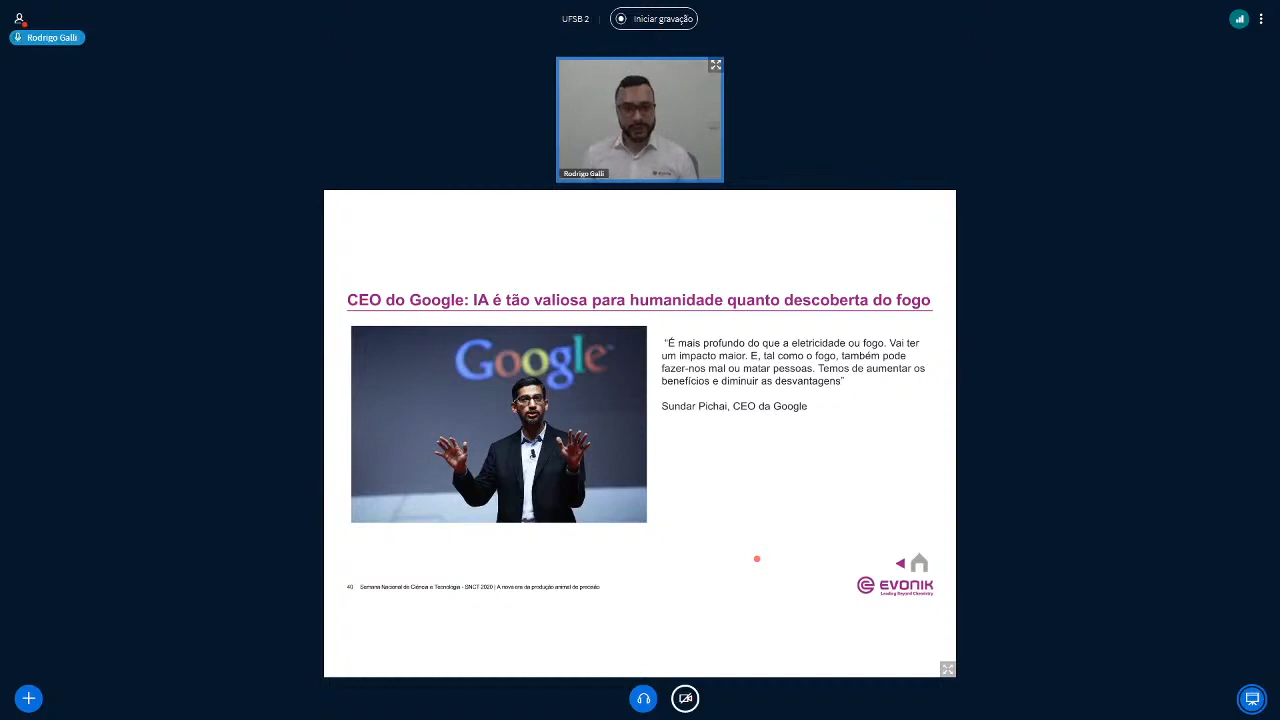 UFSB 2
Iniciar gravação
Rodrigo Galli
Rodrigo Galli
CEO do Google: IA é tão valiosa para humanidade quanto descoberta do fogo
Google
“É mais profundo do que a eletricidade ou fogo. Vai ter
um impacto maior. E, tal como o fogo, também pode
fazer-nos mal ou matar pessoas. Temos de aumentar os
benefícios e diminuir as desvantagens”
Sundar Pichai, CEO da Google
40 Semana Nacional de Ciência e Tecnologia - SNCT 2020 | A nova era da produção animal de precisão
EVONIK
Leading Beyond Chemistry